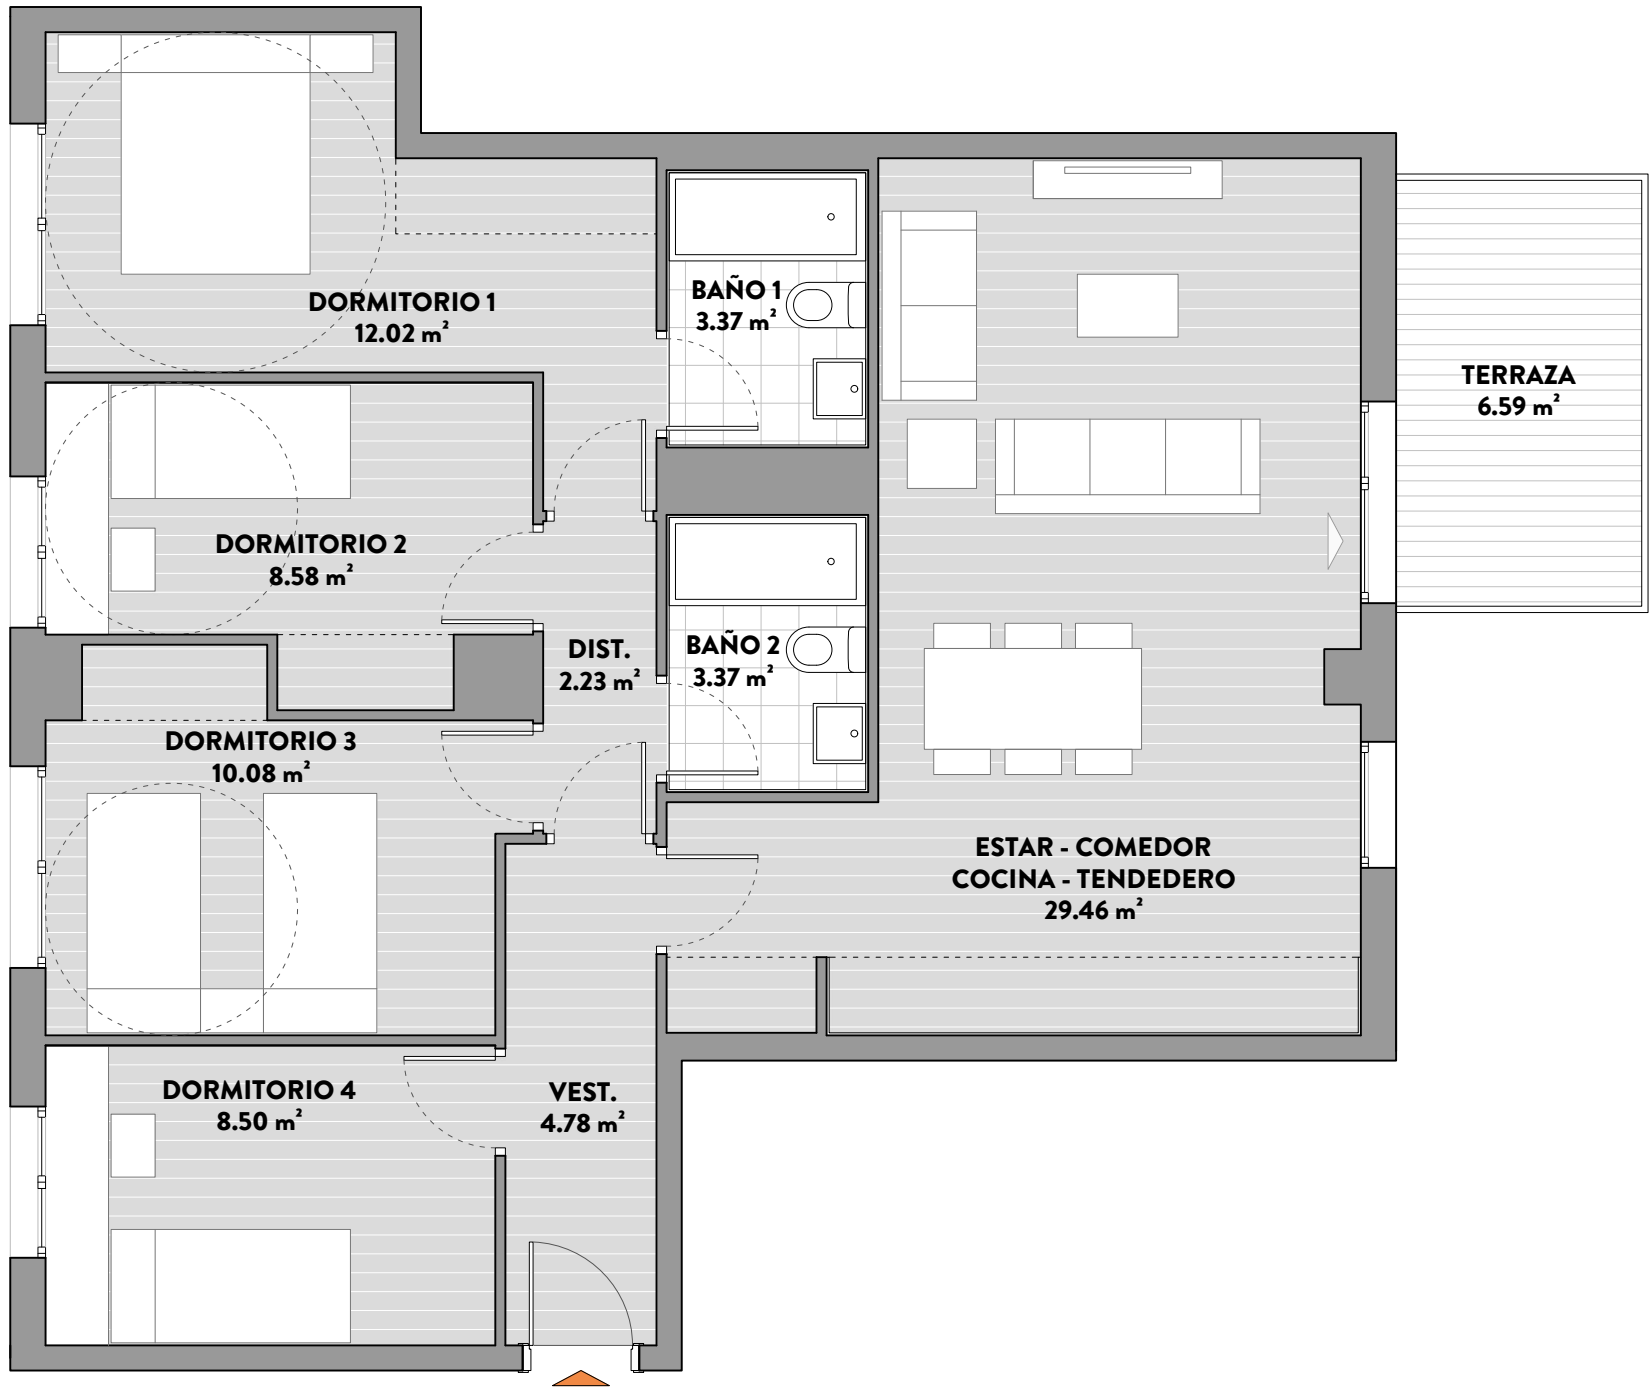 DORMITORIO 1
12.02 m²
BAÑO 1
3.37 m²
TERRAZA
6.59 m²
DORMITORIO 2
8.58 m²
DIST.
2.23 m²
BAÑO 2
3.37 m²
DORMITORIO 3
10.08 m²
ESTAR - COMEDOR
COCINA - TENDEDERO
29.46 m²
DORMITORIO 4
8.50 m²
VEST.
4.78 m²